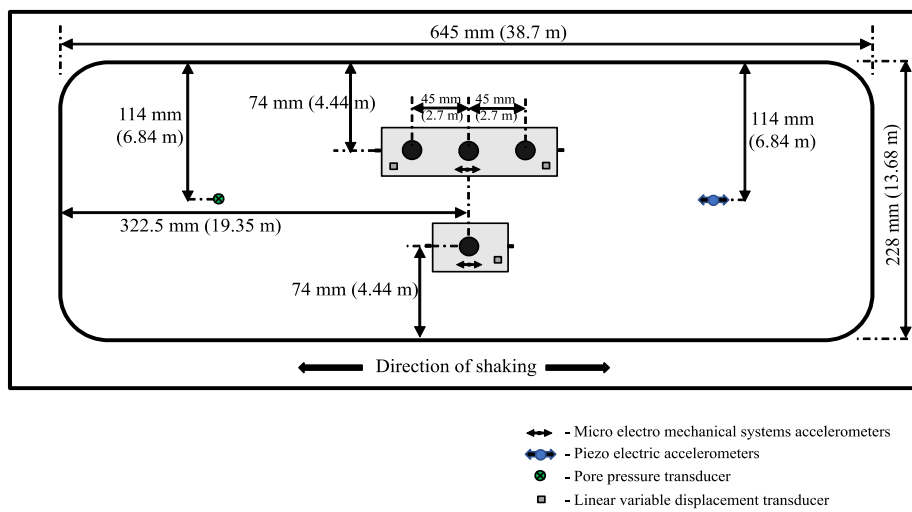 645 mm (38.7 m)
114 mm
(6.84 m)
74 mm (4.44 m)
45 mm
(2.7 m)
45 mm
(2.7 m)
114 mm
(6.84 m)
228 mm (13.68 m)
322.5 mm (19.35 m)
74 mm (4.44 m)
Direction of shaking
- Micro electro mechanical systems accelerometers
- Piezo electric accelerometers
- Pore pressure transducer
- Linear variable displacement transducer